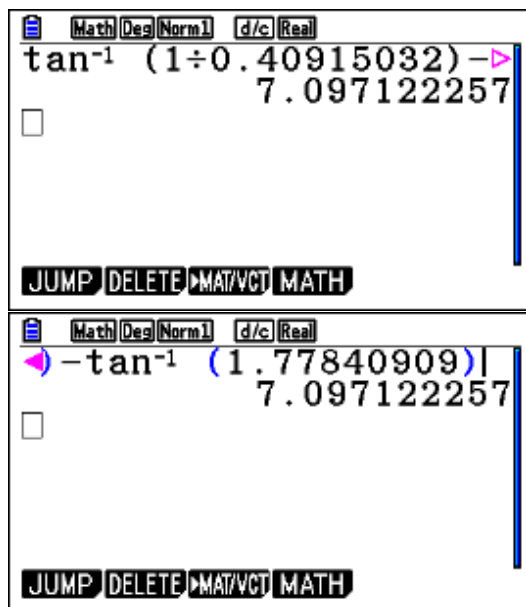 Math Deg Norm1 d/c Real
tan⁻¹ (1÷0.40915032)−
7.097122257
JUMP DELETE ▶MAT/VCT MATH
Math Deg Norm1 d/c Real
)−tan⁻¹ (1.77840909)
7.097122257
JUMP DELETE ▶MAT/VCT MATH